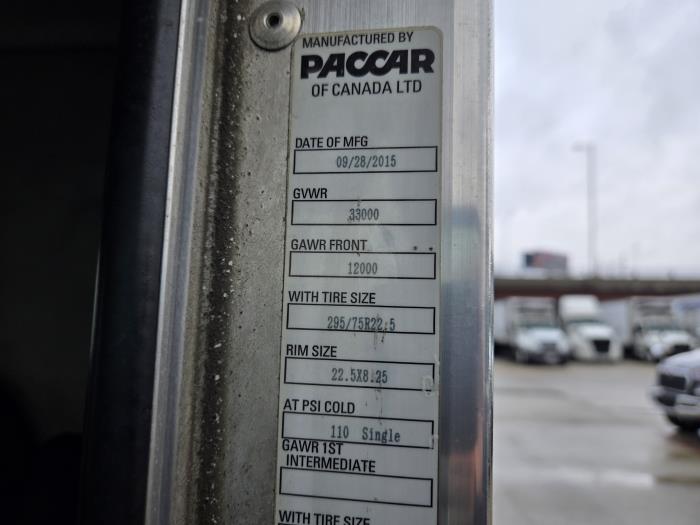 MANUFACTURED BY
PACCAR
OF CANADA LTD
DATE OF MFG
09/28/2015
GVWR
33000
GAWR FRONT
12000
WITH TIRE SIZE
295/75R22.5
RIM SIZE
22.5X8.25
AT PSI COLD
110 Single
GAWR 1ST
INTERMEDIATE
WITH TIRE SIZE